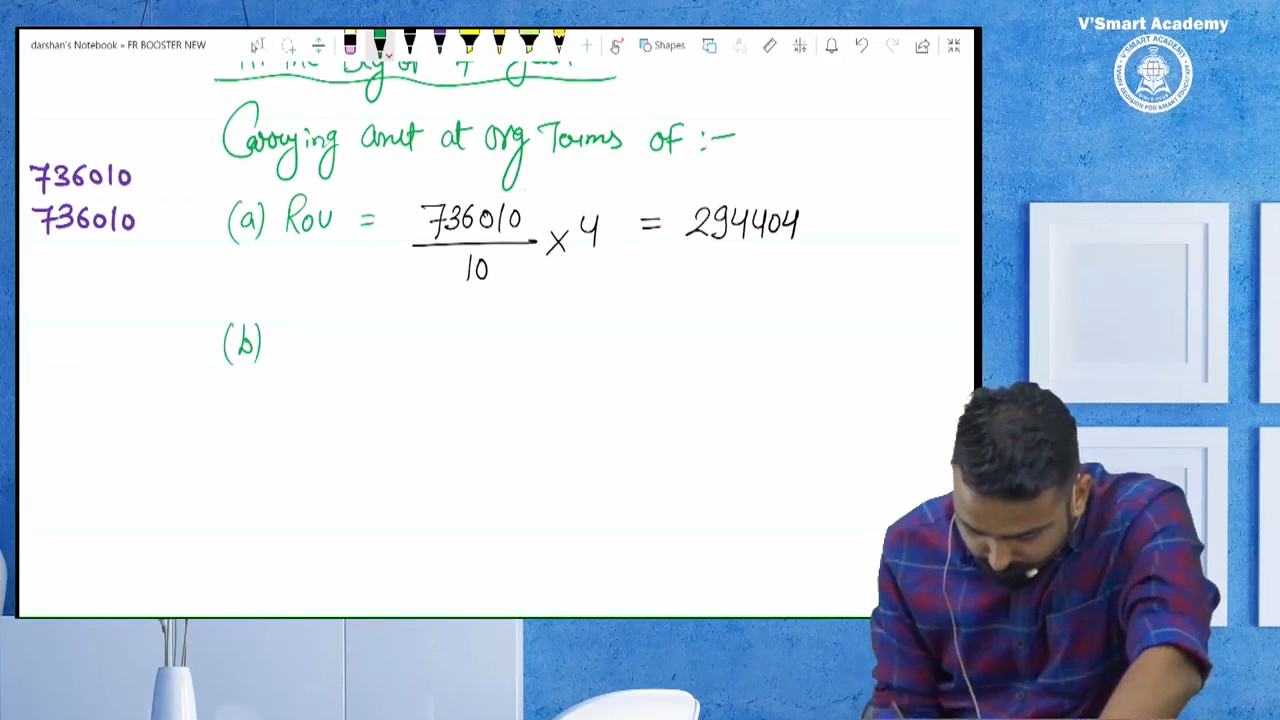 V'Smart Academy
darshan's Notebook » FR BOOSTER NEW
Shapes
Carrying amt at org Terms of :-
736010
736010
(a) ROU = 736010 / 10 × 4 = 294404
(b)